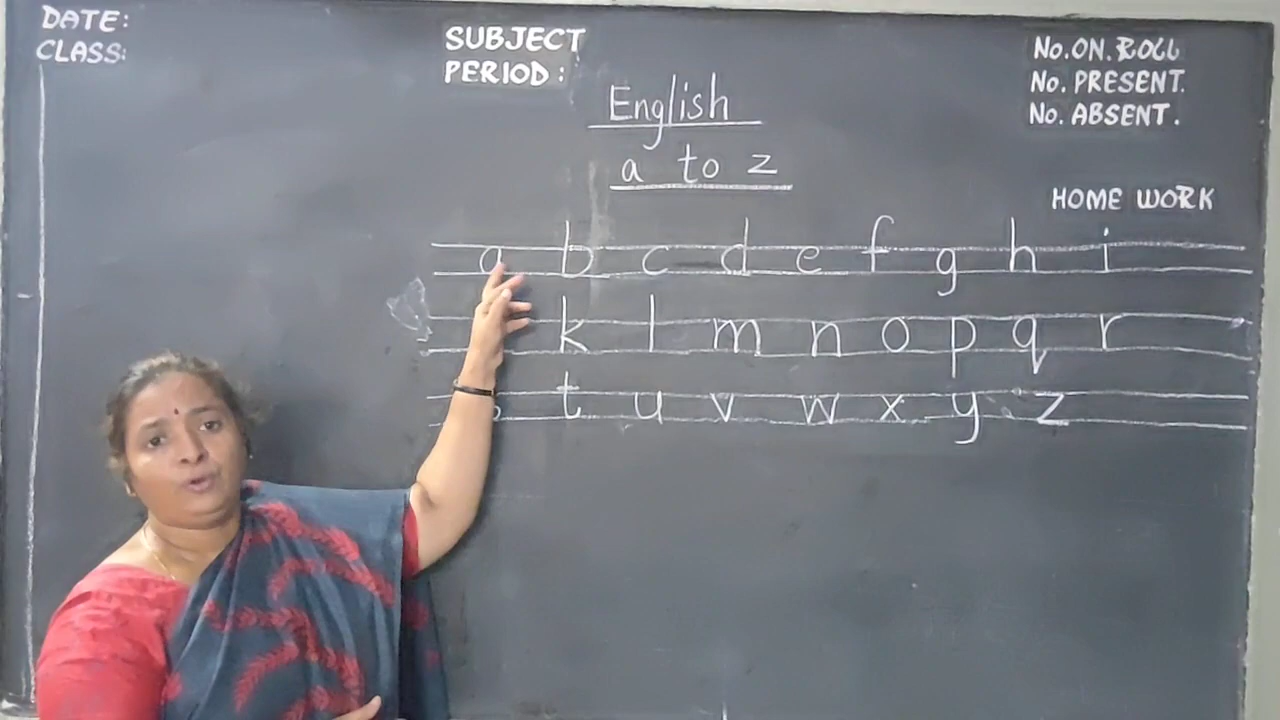 DATE:
CLASS:
SUBJECT
PERIOD:
No. ON. ROLL
No. PRESENT.
No. ABSENT.
English
a to z
HOME WORK
a b c d e f g h i
k l m n o p q r
s t u v w x y z